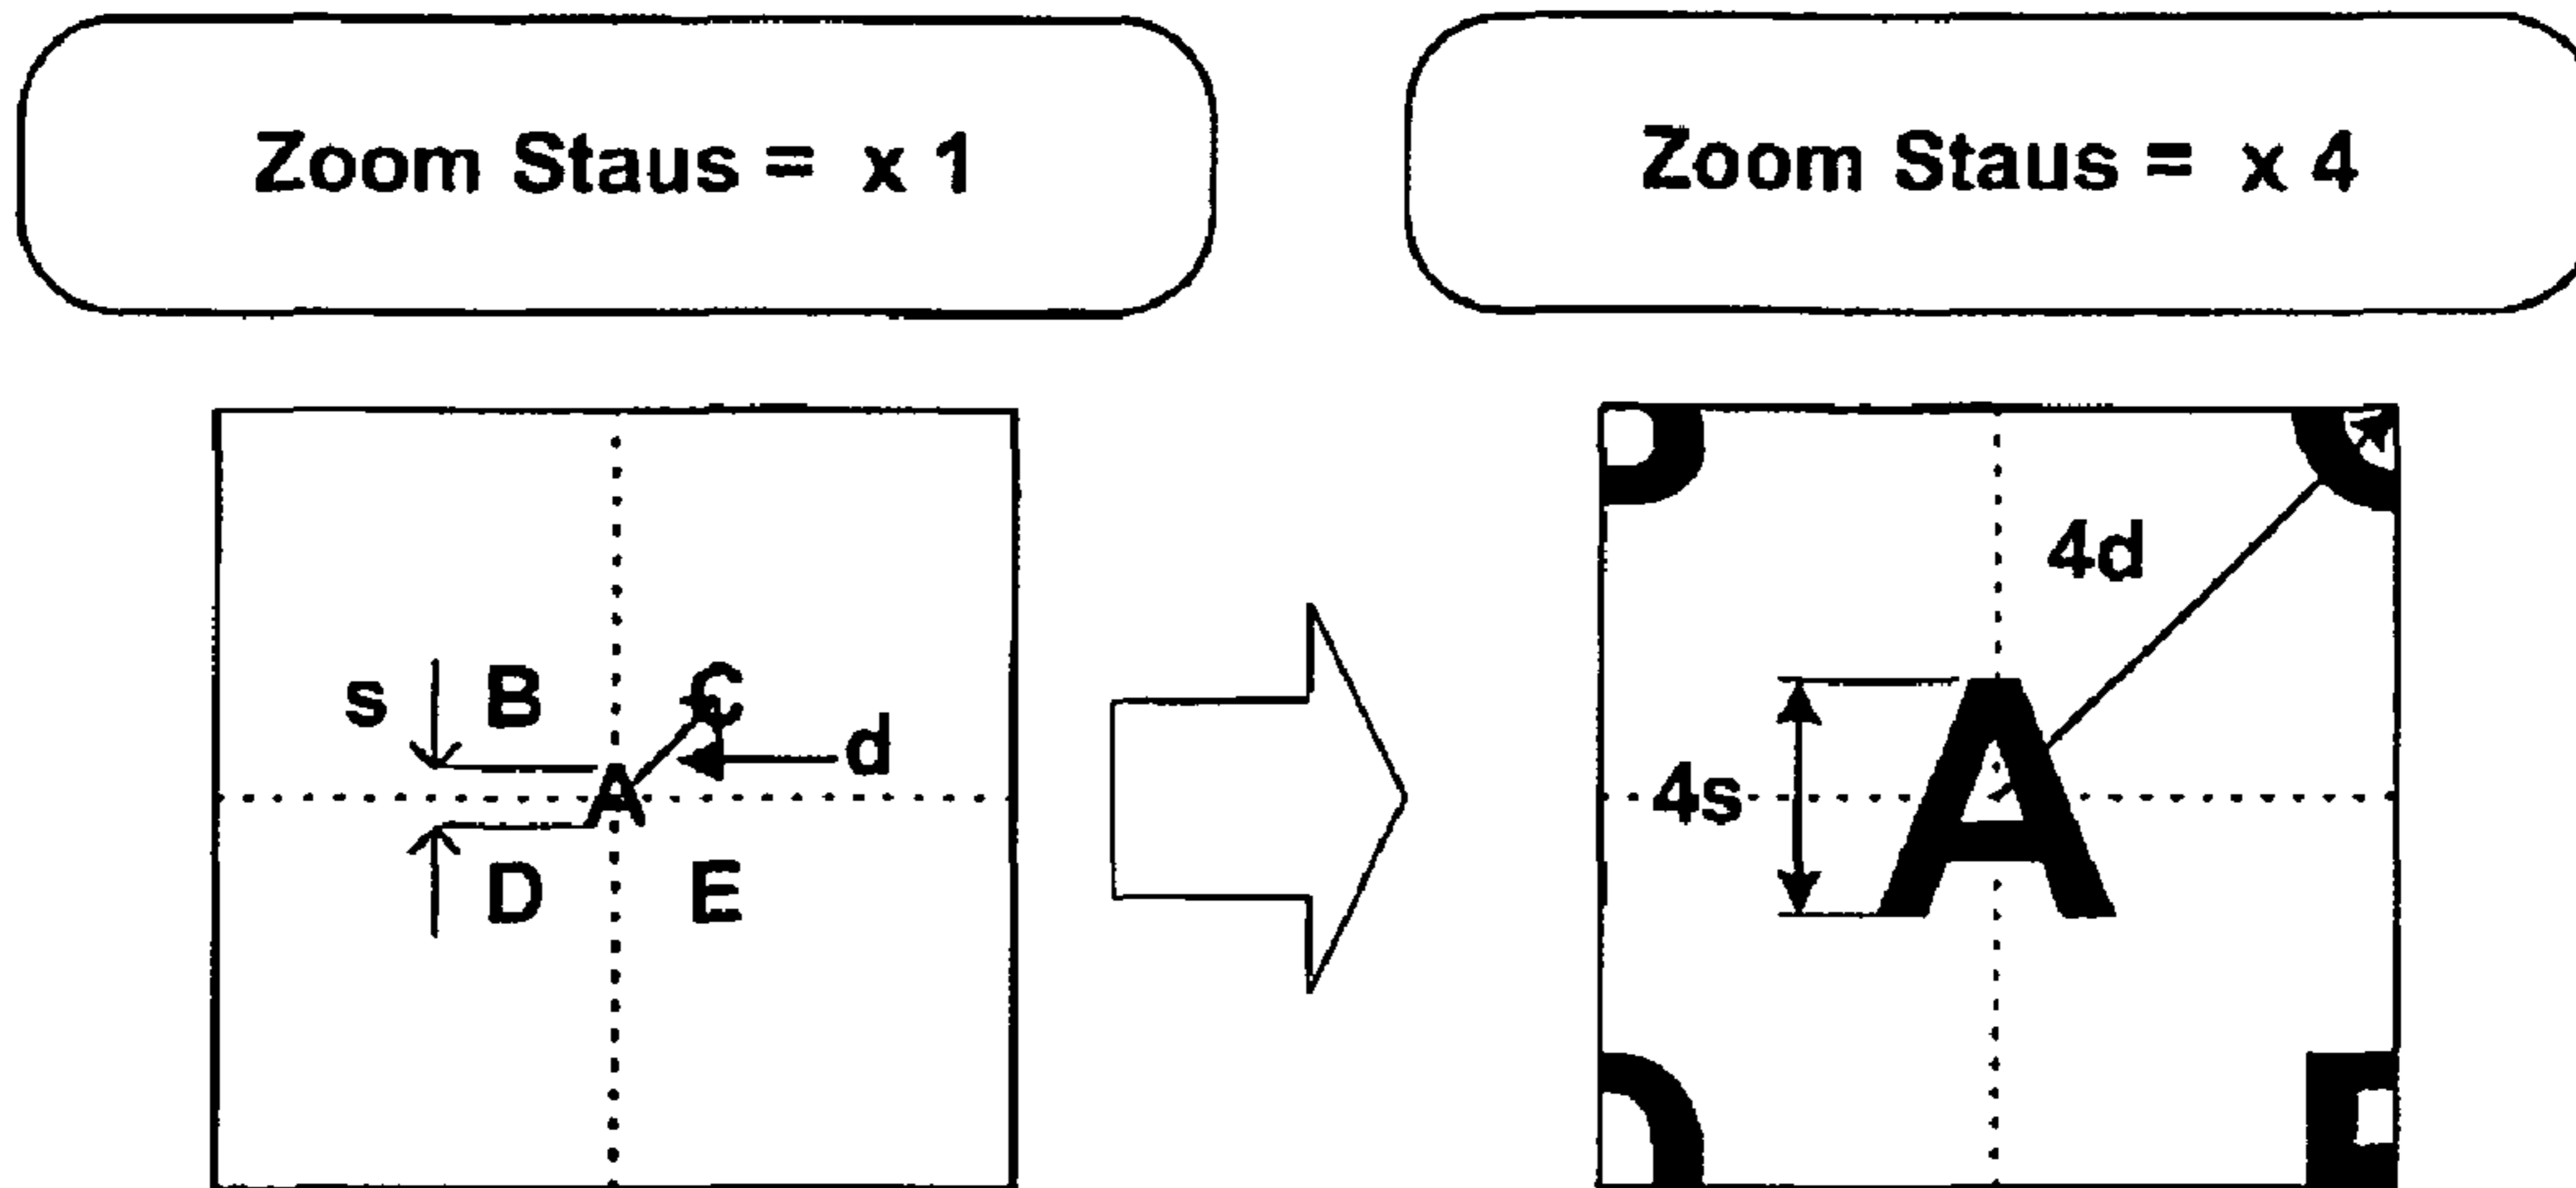 Zoom Staus = x 1
Zoom Staus = x 4
s B C
d
A
D E
4d
4s A